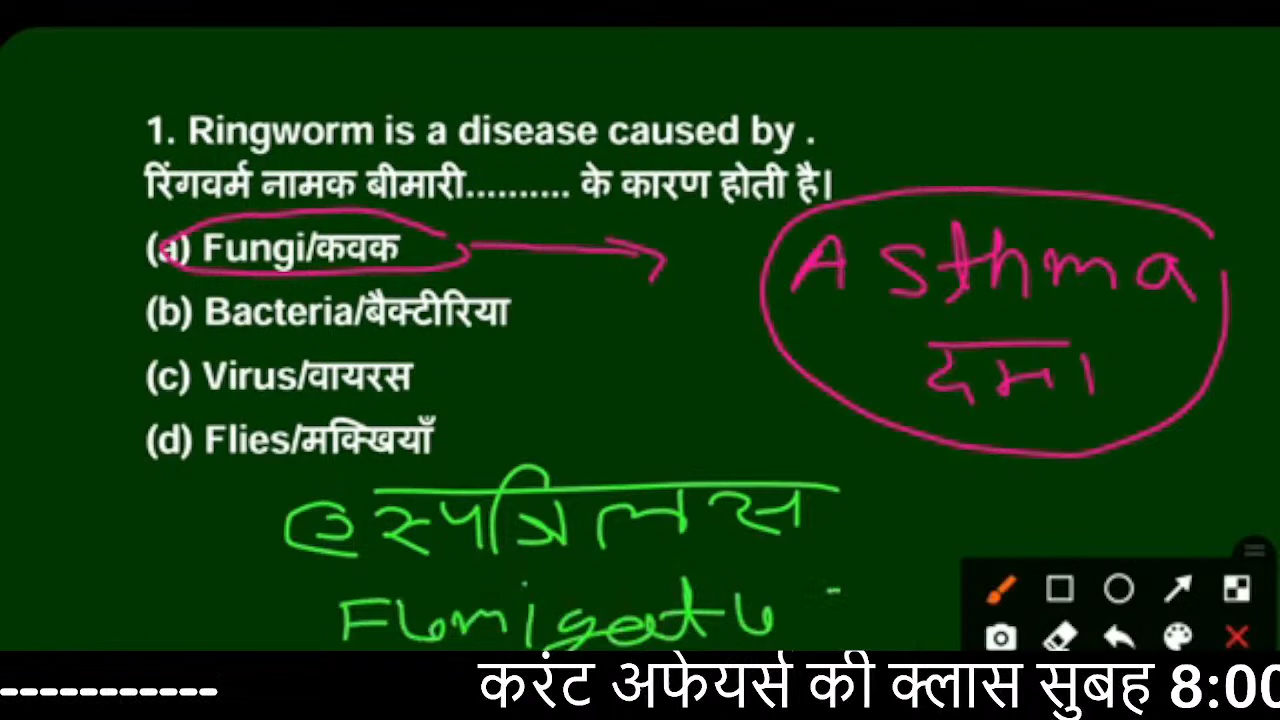 1. Ringworm is a disease caused by .
रिंगवर्म नामक बीमारी.......... के कारण होती है।
(a) Fungi/कवक
(b) Bacteria/बैक्टीरिया
(c) Virus/वायरस
(d) Flies/मक्खियाँ
Asthma
दमा
Fumigatu
------------ करंट अफेयर्स की क्लास सुबह 8:00